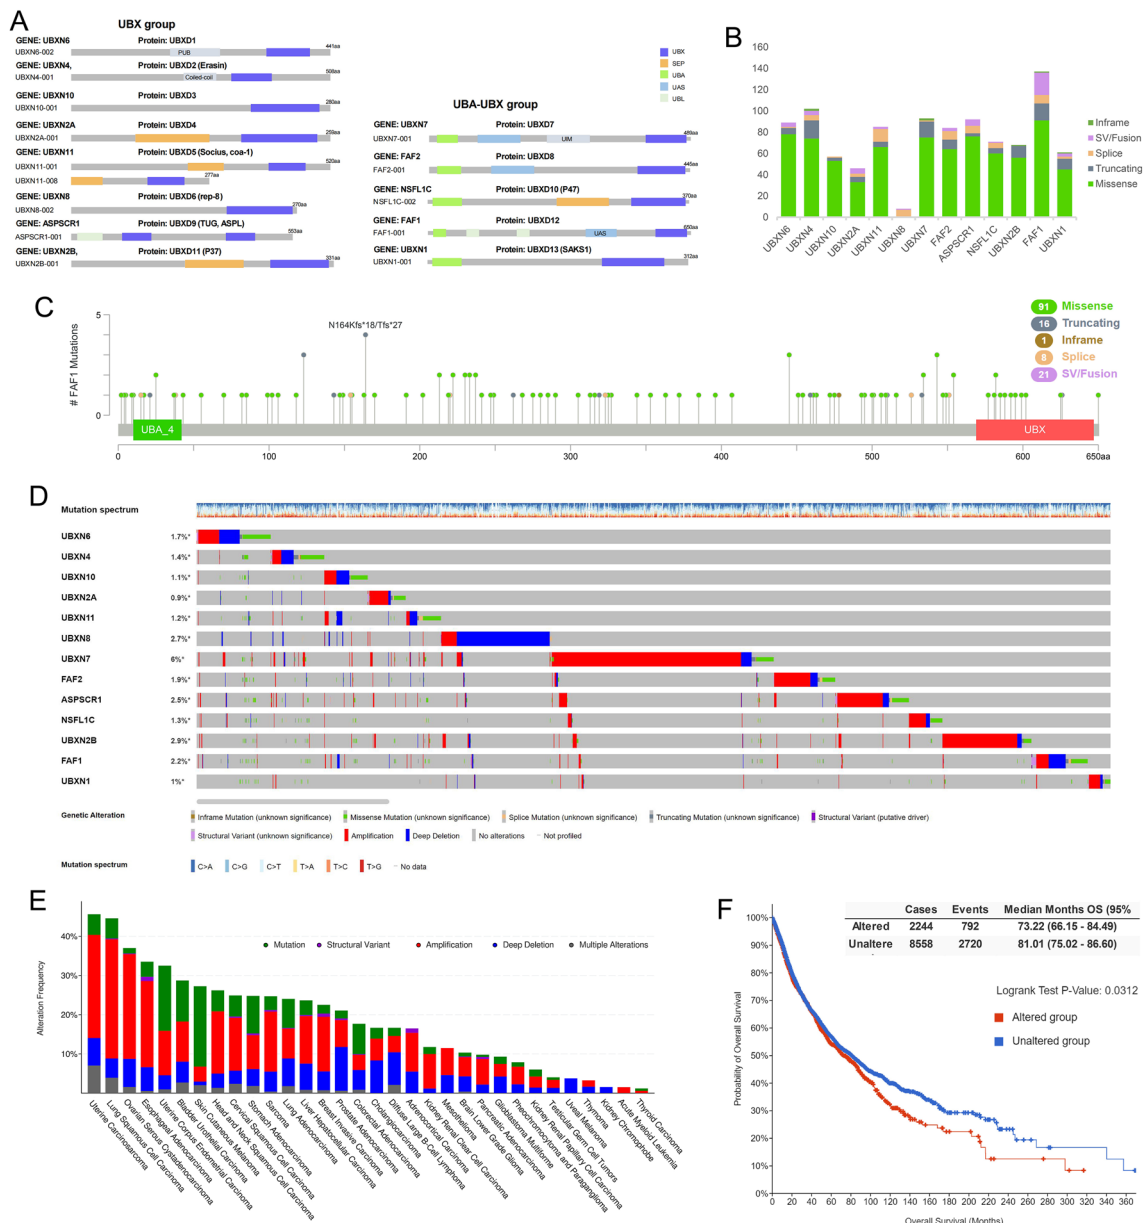 A
UBX group
GENE: UBXN6 Protein: UBXD1
441aa
UBXN6-002
PUB
GENE: UBXN4, Protein: UBXD2 (Erasin)
508aa
UBXN4-001
Coiled-coil
GENE: UBXN10 Protein: UBXD3
280aa
UBXN10-001
GENE: UBXN2A Protein: UBXD4
259aa
UBXN2A-001
GENE: UBXN11 Protein: UBXD5 (Socius, coa-1)
520aa
UBXN11-001
277aa
UBXN11-008
GENE: UBXN8 Protein: UBXD6 (rep-8)
270aa
UBXN8-002
GENE: ASPSCR1 Protein: UBXD9 (TUG, ASPL)
553aa
ASPSCR1-001
GENE: UBXN2B, Protein: UBXD11 (P37)
331aa
UBXN2B-001
UBX
SEP
UBA
UAS
UBL
UBA-UBX group
GENE: UBXN7 Protein: UBXD7
489aa
UBXN7-001
UIM
GENE: FAF2 Protein: UBXD8
445aa
FAF2-001
GENE: NSFL1C Protein: UBXD10 (P47)
370aa
NSFL1C-002
GENE: FAF1 Protein: UBXD12
650aa
FAF1-001
UAS
GENE: UBXN1 Protein: UBXD13 (SAKS1)
312aa
UBXN1-001
B
160
140
120
100
80
60
40
20
0
UBXN6
UBXN4
UBXN10
UBXN2A
UBXN11
UBXN8
UBXN7
FAF2
ASPSCR1
NSFL1C
UBXN2B
FAF1
UBXN1
Inframe
SV/Fusion
Splice
Truncating
Missense
C
# FAF1 Mutations
5
0
N164Kfs*18/Tfs*27
91 Missense
16 Truncating
1 Inframe
8 Splice
21 SV/Fusion
UBA_4
UBX
0 100 200 300 400 500 600 650aa
D
Mutation spectrum
UBXN6 1.7%*
UBXN4 1.4%*
UBXN10 1.1%*
UBXN2A 0.9%*
UBXN11 1.2%*
UBXN8 2.7%*
UBXN7 6%*
FAF2 1.9%*
ASPSCR1 2.5%*
NSFL1C 1.3%*
UBXN2B 2.9%*
FAF1 2.2%*
UBXN1 1%*
Genetic Alteration
Inframe Mutation (unknown significance) Missense Mutation (unknown significance) Splice Mutation (unknown significance) Truncating Mutation (unknown significance) Structural Variant (putative driver)
Structural Variant (unknown significance) Amplification Deep Deletion No alterations Not profiled
Mutation spectrum
C>A C>G C>T T>A T>C T>G No data
E
Alteration Frequency
40%
30%
20%
10%
Mutation Structural Variant Amplification Deep Deletion Multiple Alterations
Uterine Carcinosarcoma
Lung Squamous Cell Carcinoma
Ovarian Serous Cystadenocarcinoma
Esophageal Adenocarcinoma
Uterine Corpus Endometrial Carcinoma
Bladder Urothelial Carcinoma
Skin Cutaneous Melanoma
Head and Neck Squamous Cell Carcinoma
Cervical Squamous Cell Carcinoma
Stomach Adenocarcinoma
Sarcoma
Lung Adenocarcinoma
Liver Hepatocellular Carcinoma
Breast Invasive Carcinoma
Prostate Adenocarcinoma
Colorectal Adenocarcinoma
Cholangiocarcinoma
Diffuse Large B Cell Lymphoma
Adrenocortical Carcinoma
Kidney Renal Clear Cell Carcinoma
Mesothelioma
Brain Lower Grade Glioma
Pancreatic Adenocarcinoma
Glioblastoma Multiforme
Pheochromocytoma and Paraganglioma
Kidney Renal Papillary Cell Carcinoma
Testicular Germ Cell Tumors
Uveal Melanoma
Thymoma
Kidney Chromophobe
Acute Myeloid Leukemia
Thyroid Carcinoma
F
Cases Events Median Months OS (95%
Altered 2244 792 73.22 (66.15 - 84.49)
Unaltere 8558 2720 81.01 (75.02 - 86.60)
Logrank Test P-Value: 0.0312
Altered group
Unaltered group
Probability of Overall Survival
100%
90%
80%
70%
60%
50%
40%
30%
20%
10%
0%
0 20 40 60 80 100 120 140 160 180 200 220 240 260 280 300 320 340 360
Overall Survival (Months)